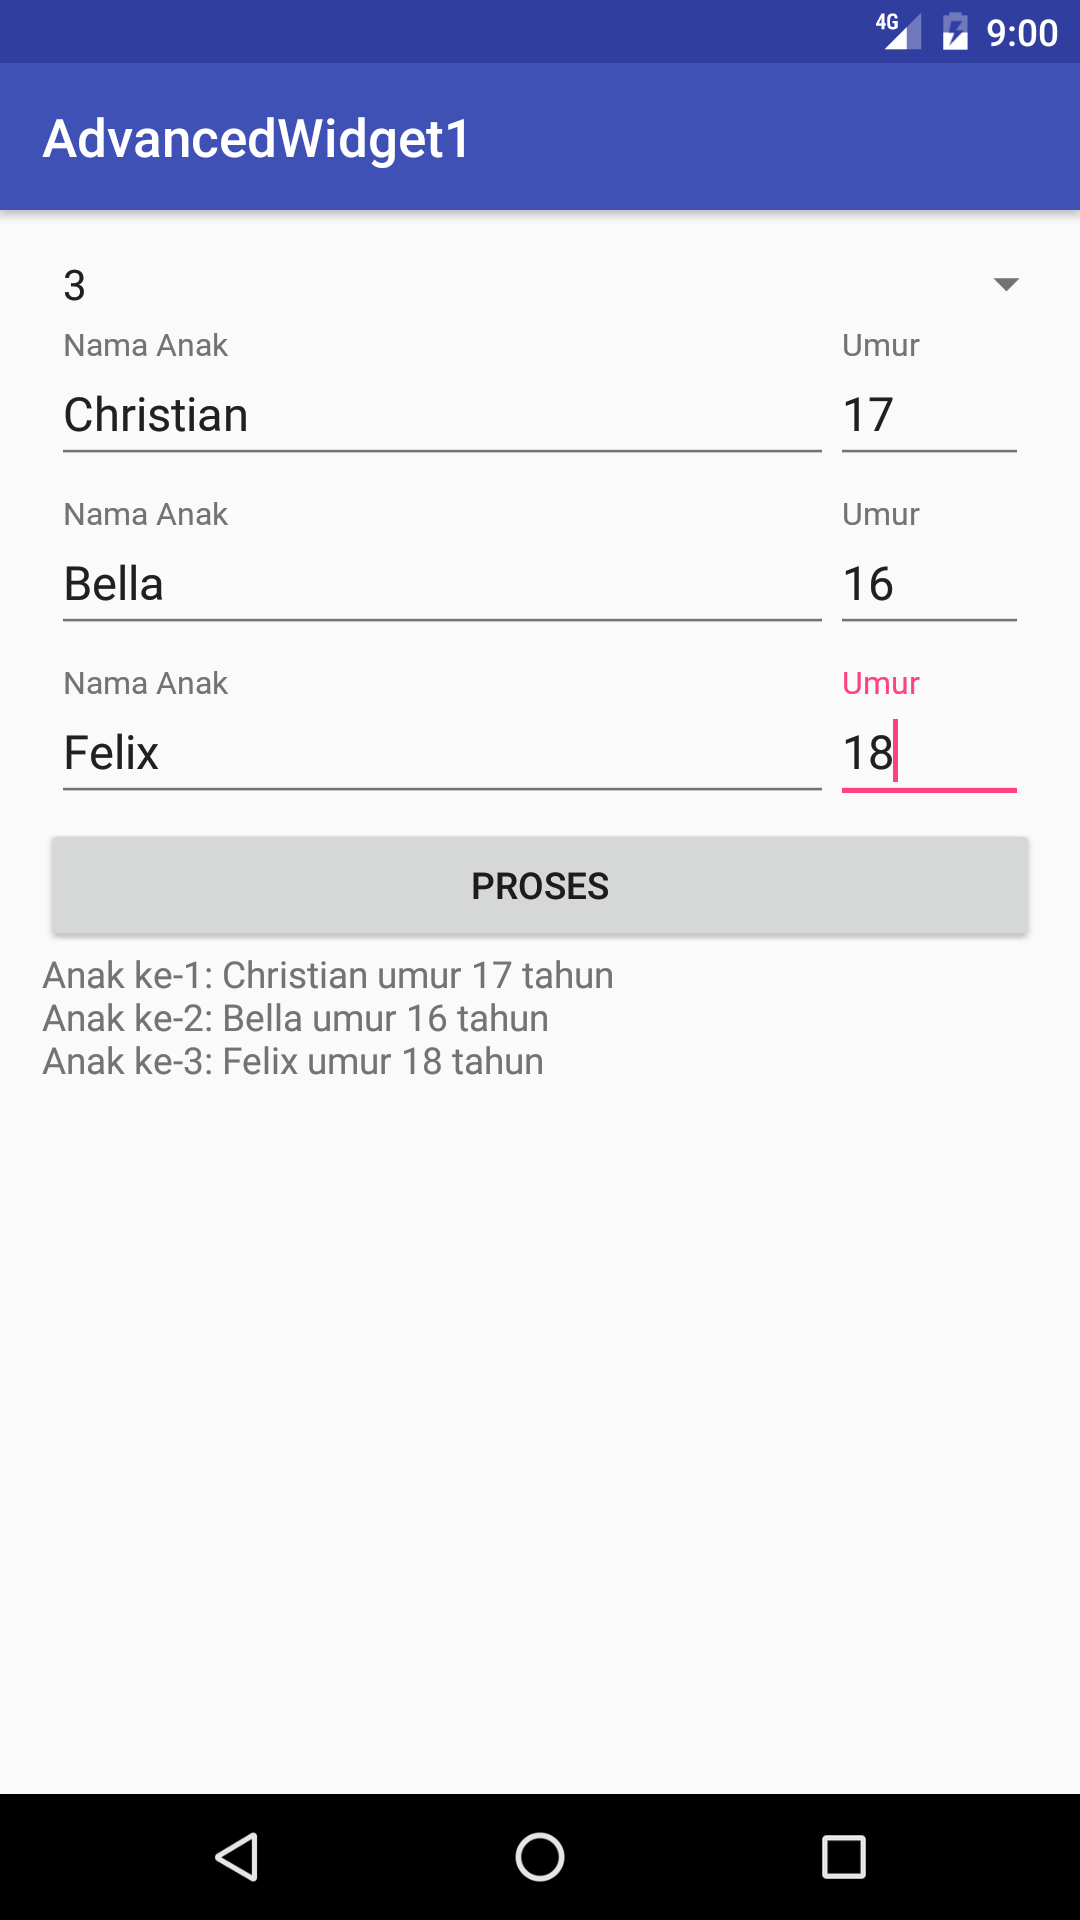 4G 9:00
AdvancedWidget1
3
Nama Anak Umur
Christian 17
Nama Anak Umur
Bella 16
Nama Anak Umur
Felix 18
PROSES
Anak ke-1: Christian umur 17 tahun
Anak ke-2: Bella umur 16 tahun
Anak ke-3: Felix umur 18 tahun